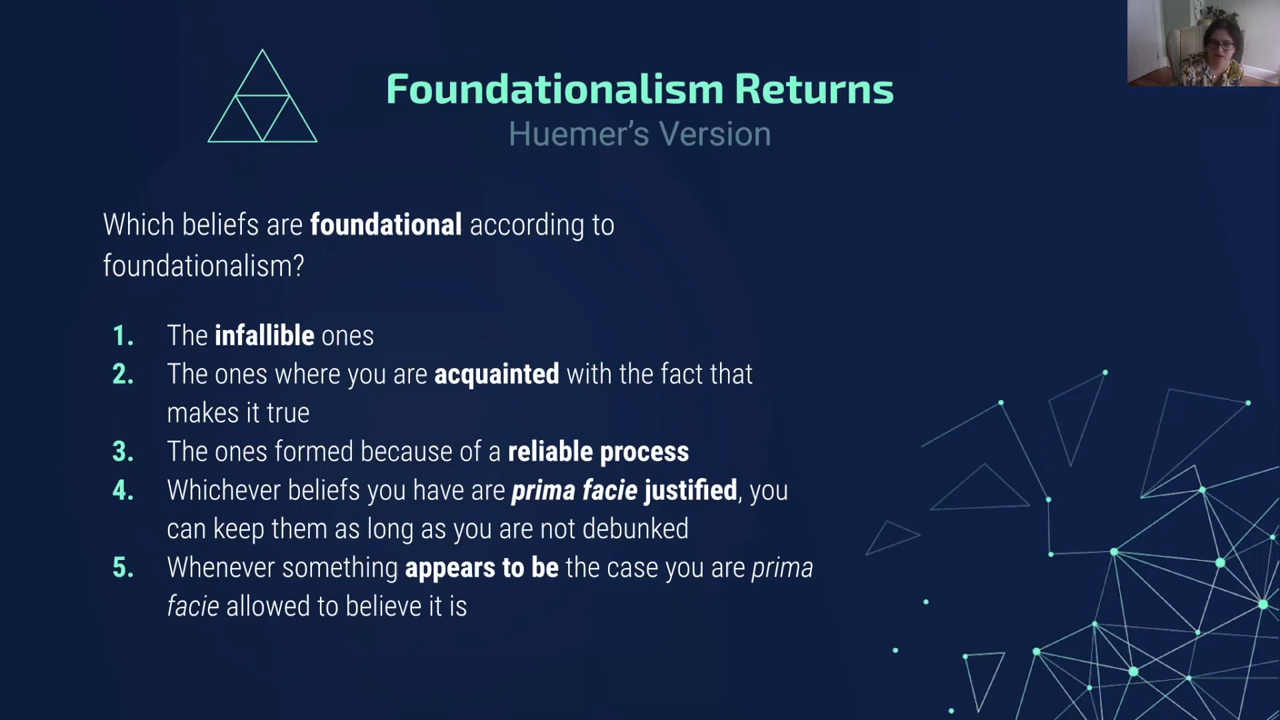 Foundationalism Returns
Huemer’s Version
Which beliefs are foundational according to
foundationalism?
1. The infallible ones
2. The ones where you are acquainted with the fact that
makes it true
3. The ones formed because of a reliable process
4. Whichever beliefs you have are prima facie justified, you
can keep them as long as you are not debunked
5. Whenever something appears to be the case you are prima
facie allowed to believe it is